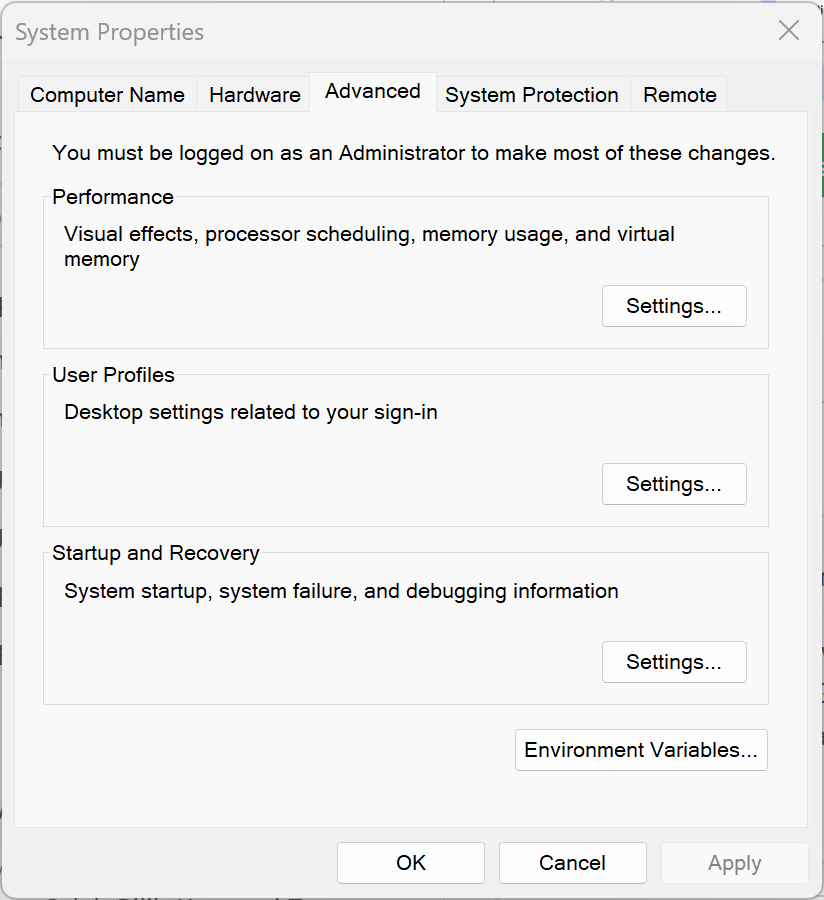 System Properties
Computer Name
Hardware
Advanced
System Protection
Remote
You must be logged on as an Administrator to make most of these changes.
Performance
Visual effects, processor scheduling, memory usage, and virtual
memory
Settings...
User Profiles
Desktop settings related to your sign-in
Settings...
Startup and Recovery
System startup, system failure, and debugging information
Settings...
Environment Variables...
OK
Cancel
Apply